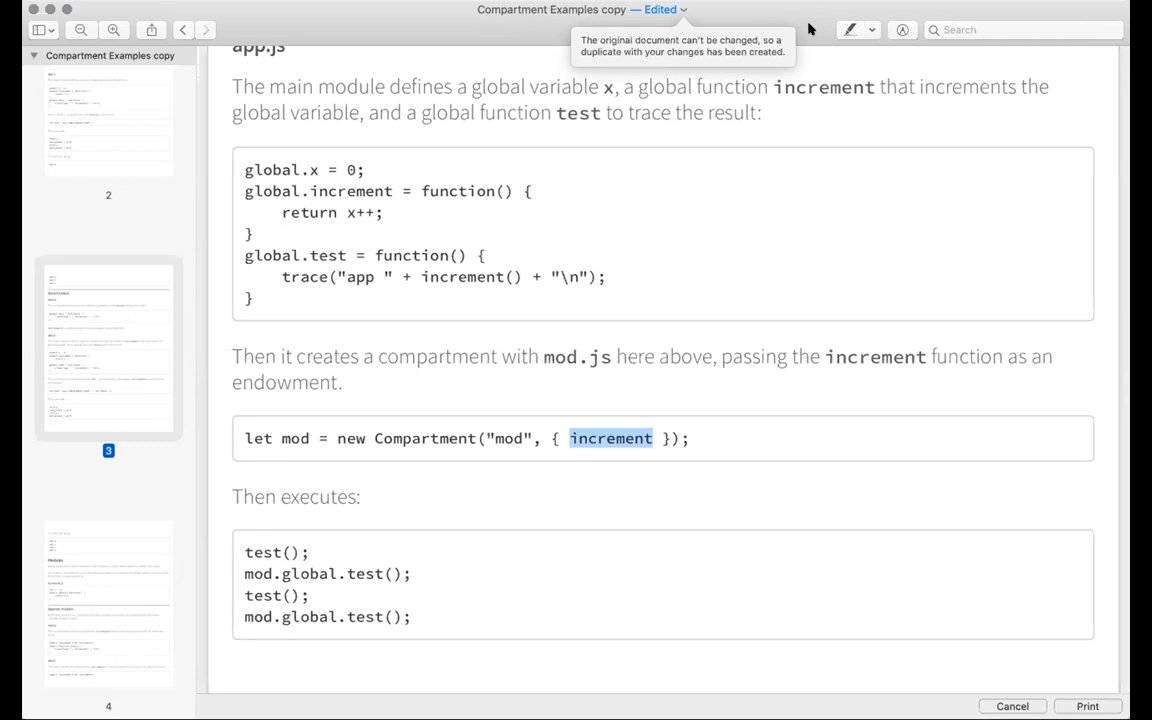 Compartment Examples copy — Edited
The original document can't be changed, so a
duplicate with your changes has been created.
Search
Compartment Examples copy
2
3
4
app.js
The main module defines a global variable x, a global function increment that increments the
global variable, and a global function test to trace the result:
global.x = 0;
global.increment = function() {
    return x++;
}
global.test = function() {
    trace("app " + increment() + "\n");
}
Then it creates a compartment with mod.js here above, passing the increment function as an
endowment.
let mod = new Compartment("mod", { increment });
Then executes:
test();
mod.global.test();
test();
mod.global.test();
Cancel
Print